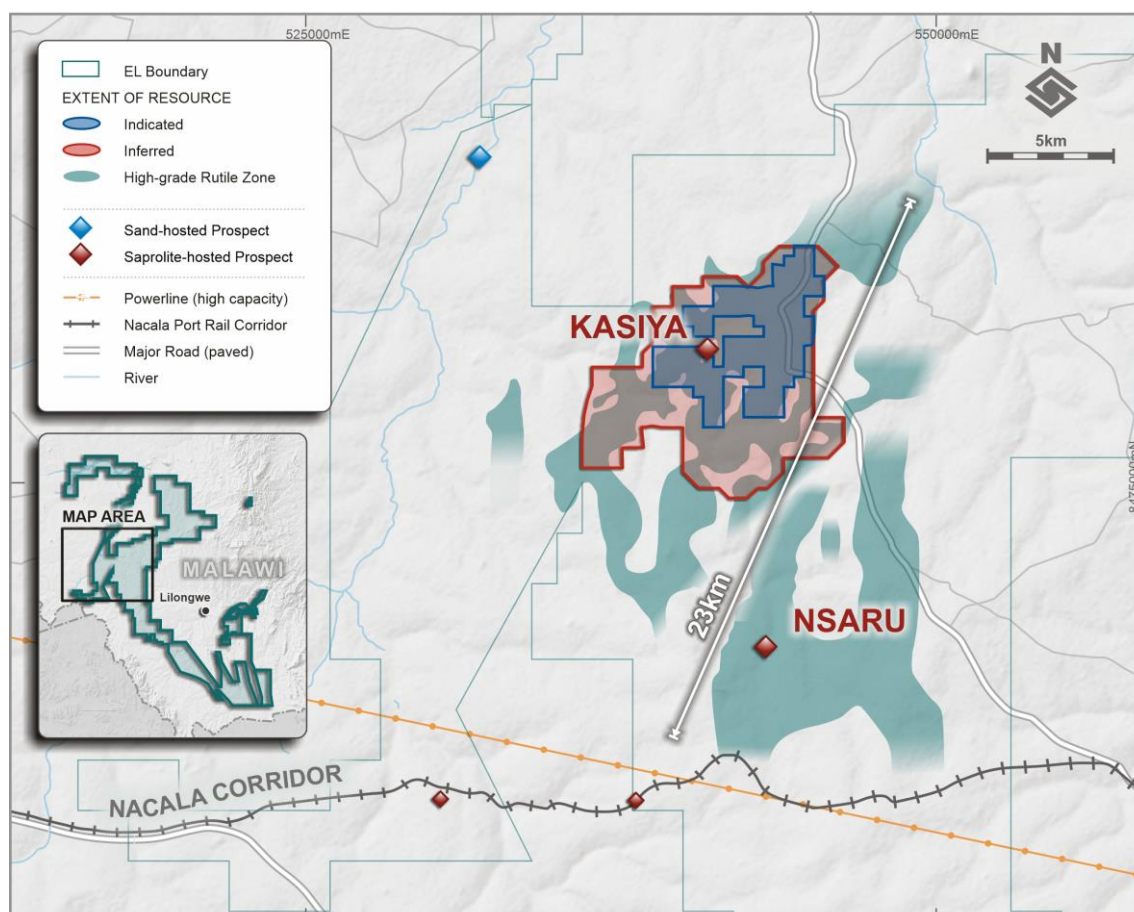 525000mE
550000mE
EL Boundary
EXTENT OF RESOURCE
Indicated
Inferred
High-grade Rutile Zone
Sand-hosted Prospect
Saprolite-hosted Prospect
Powerline (high capacity)
Nacala Port Rail Corridor
Major Road (paved)
River
N
5km
KASIYA
8475000mN
MAP AREA
MALAWI
Lilongwe
23km
NSARU
NACALA CORRIDOR